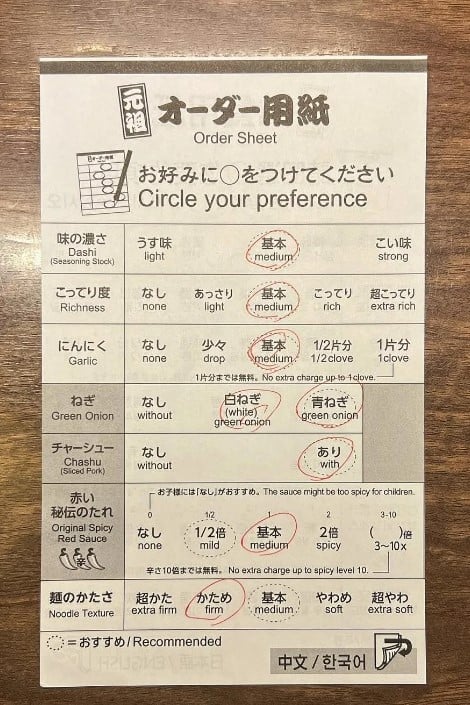 元祖 オーダー用紙
Order Sheet
お好みに○をつけてください
Circle your preference
味の濃さ うす味 基本 こい味
Dashi light medium strong
(Seasoning Stock)
こってり度 なし あっさり 基本 こってり 超こってり
Richness none light medium rich extra rich
にんにく なし 少々 基本 1/2片分 1片分
Garlic none drop medium 1/2clove 1clove
1片分までは無料。No extra charge up to 1clove.
ねぎ なし 白ねぎ 青ねぎ
Green Onion without (white) green onion
green onion
チャーシュー なし あり
Chashu without with
(Sliced Pork)
赤い お子様には「なし」がおすすめ。The sauce might be too spicy for children.
秘伝のたれ 0 1/2 1 2 3-10
Original Spicy なし 1/2倍 基本 2倍 ( )倍
Red Sauce none mild medium spicy 3〜10x
辛 辛さ10倍までは無料。No extra charge up to spicy level 10.
麺のかたさ 超かた かため 基本 やわめ 超やわ
Noodle Texture extra firm firm medium soft extra soft
=おすすめ/Recommended
中文/한국어